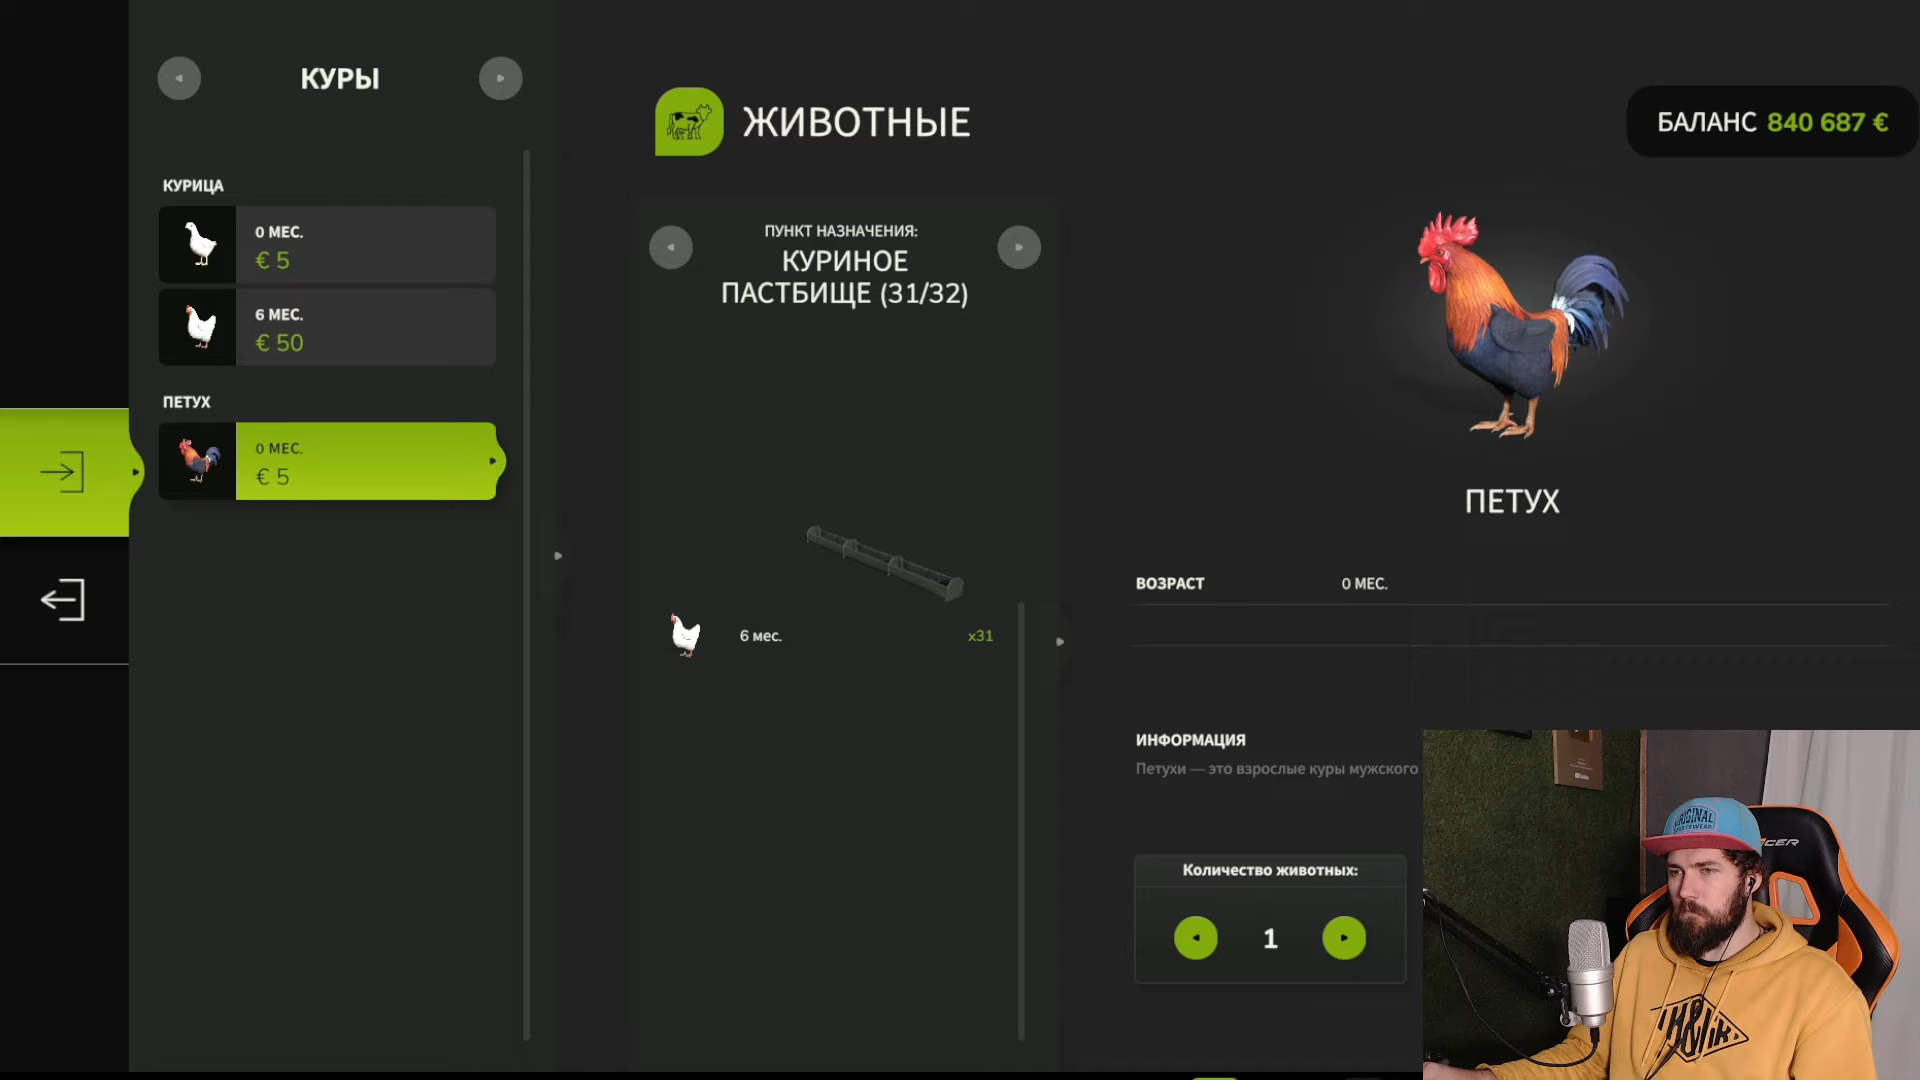 КУРЫ
КУРИЦА
0 МЕС.
€ 5
6 МЕС.
€ 50
ПЕТУХ
0 МЕС.
€ 5
ЖИВОТНЫЕ
БАЛАНС 840 687 €
ПУНКТ НАЗНАЧЕНИЯ:
КУРИНОЕ
ПАСТБИЩЕ (31/32)
6 мес. x31
ПЕТУХ
ВОЗРАСТ 0 МЕС.
ИНФОРМАЦИЯ
Петухи — это взрослые куры мужского
Количество животных:
1
ORIGINAL